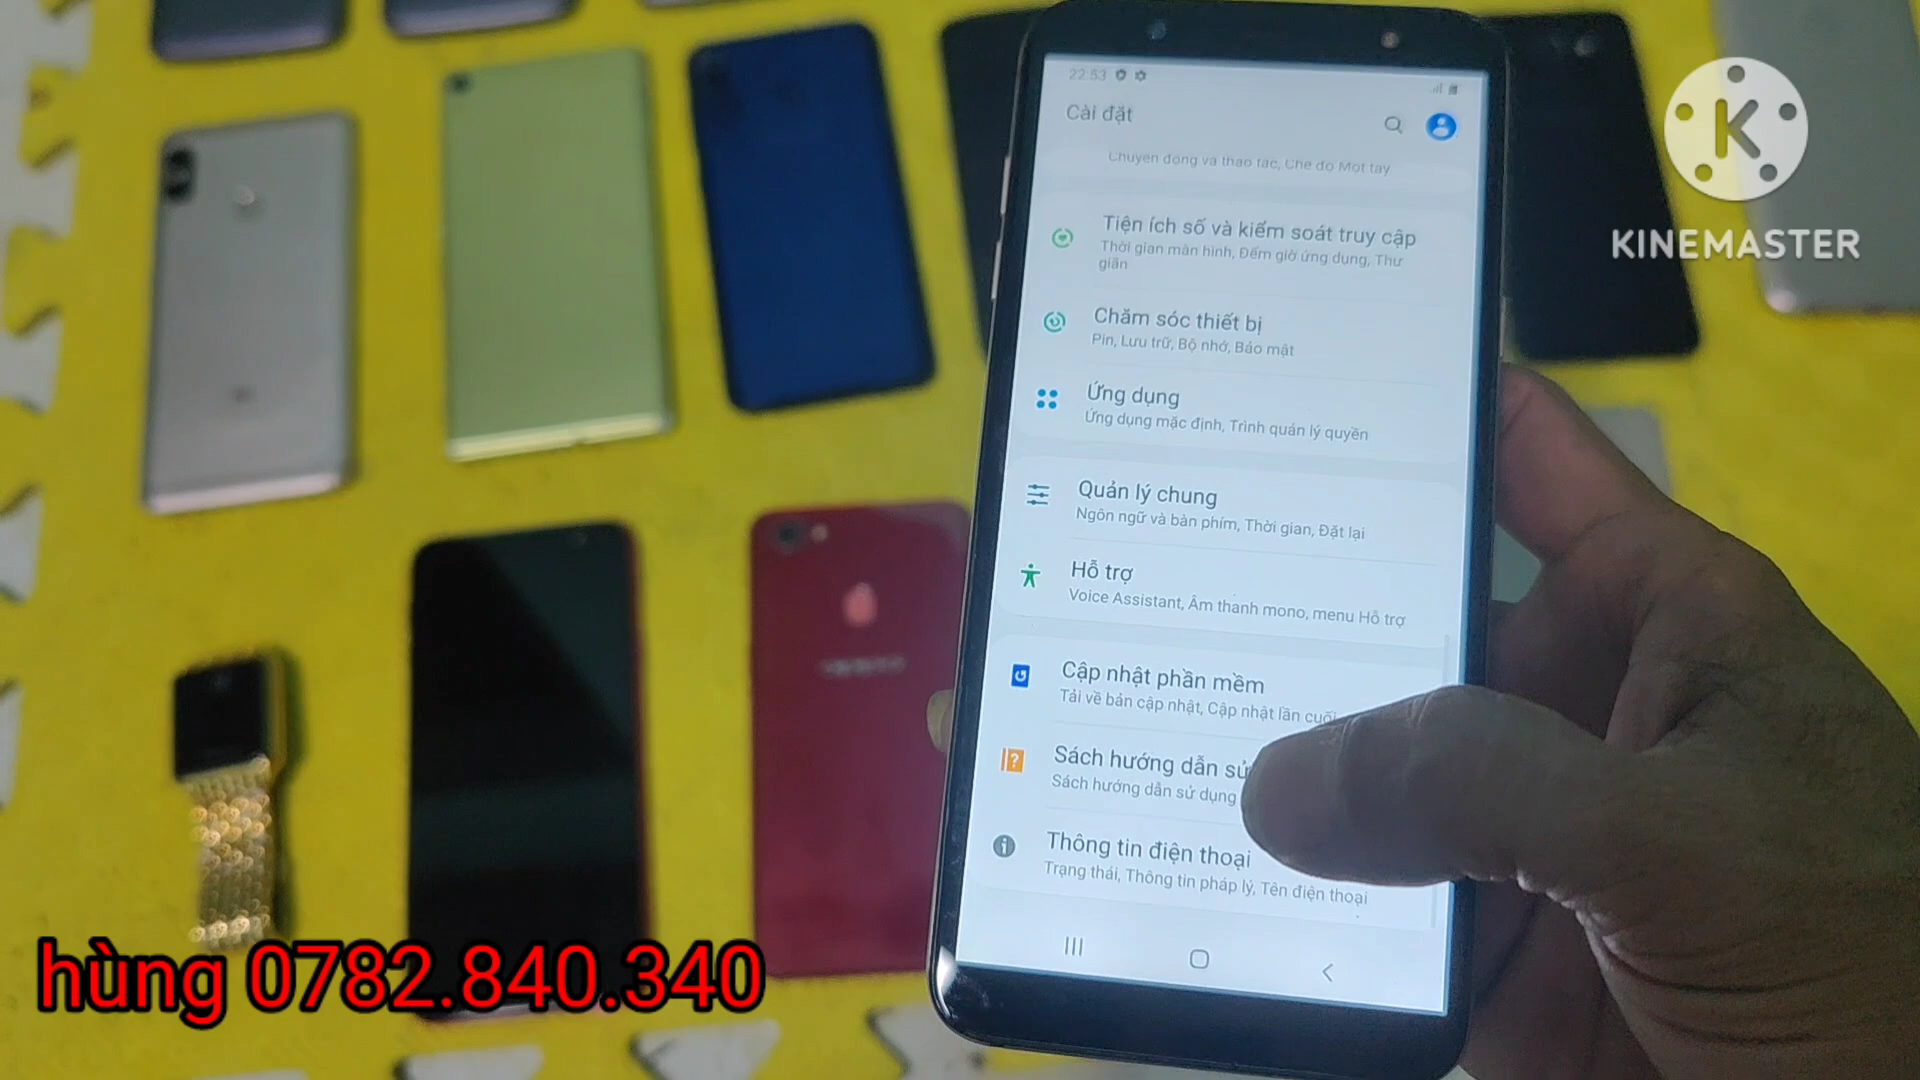 22:53
Cài đặt
Chuyển động và thao tác, Chế độ Một tay
Tiện ích số và kiểm soát truy cập
Thời gian màn hình, Đếm giờ ứng dụng, Thư
giãn
Chăm sóc thiết bị
Pin, Lưu trữ, Bộ nhớ, Bảo mật
Ứng dụng
Ứng dụng mặc định, Trình quản lý quyền
Quản lý chung
Ngôn ngữ và bàn phím, Thời gian, Đặt lại
Hỗ trợ
Voice Assistant, Âm thanh mono, menu Hỗ trợ
Cập nhật phần mềm
Tải về bản cập nhật, Cập nhật lần cuối
Sách hướng dẫn sử
Sách hướng dẫn sử dụng
Thông tin điện thoại
Trạng thái, Thông tin pháp lý, Tên điện thoại
K
KINEMASTER
hùng 0782.840.340